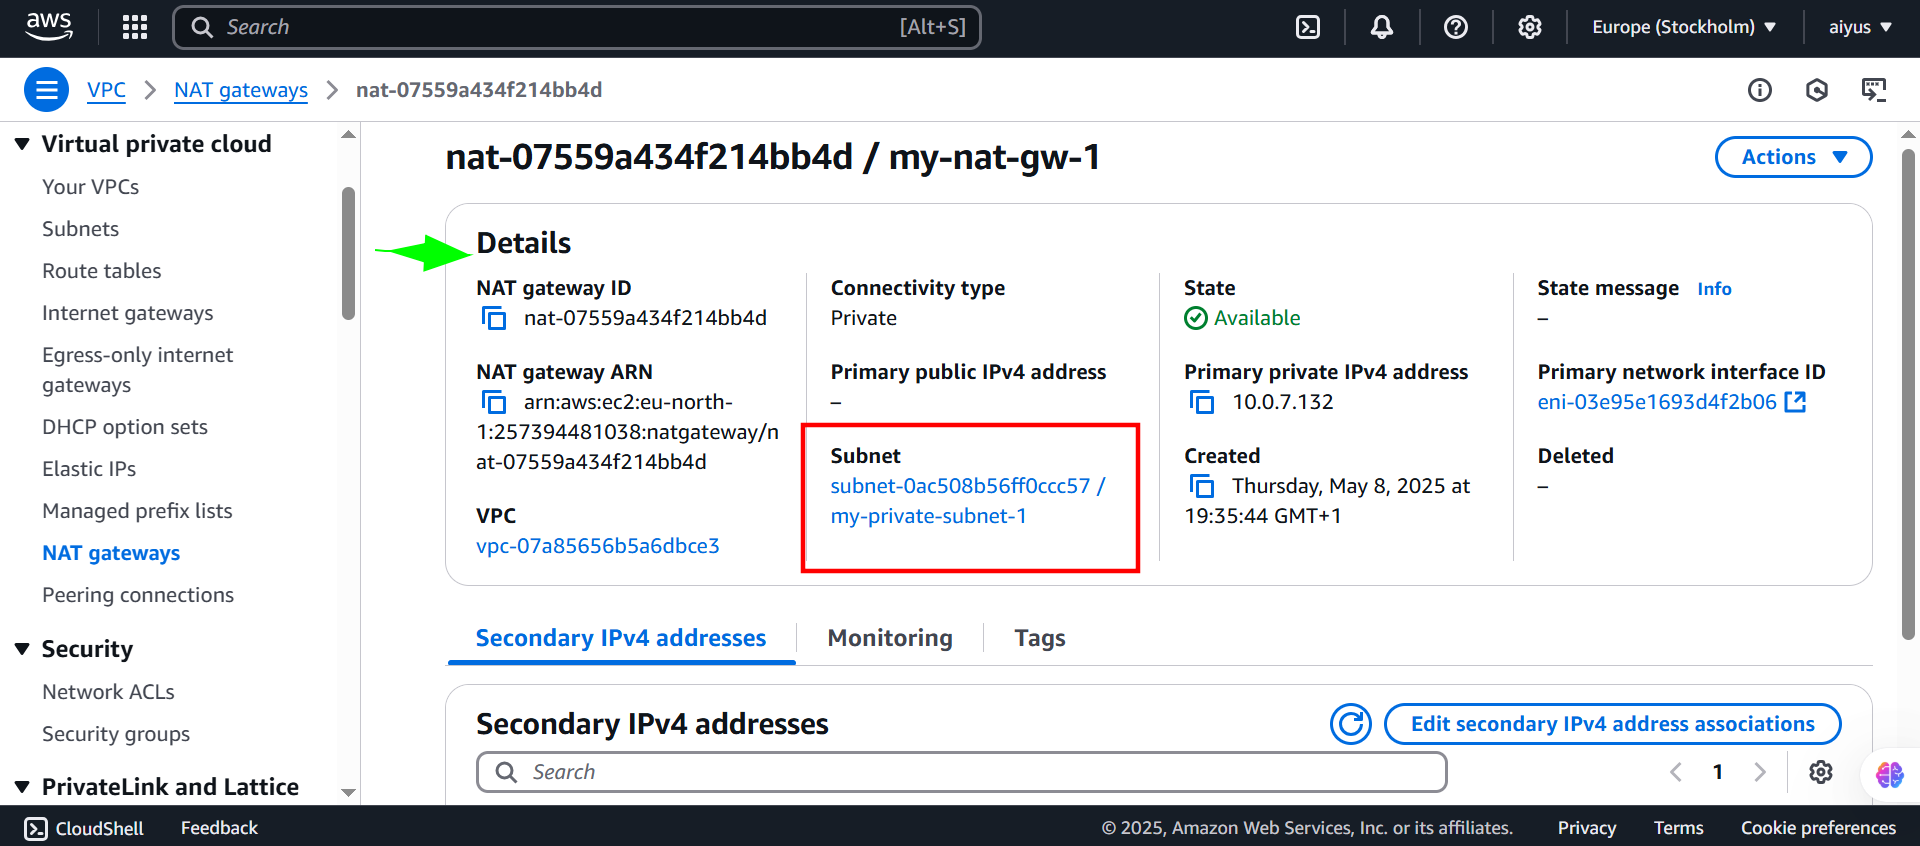 aws
Search [Alt+S]
Europe (Stockholm)
aiyus
VPC
NAT gateways
nat-07559a434f214bb4d
Virtual private cloud
Your VPCs
Subnets
Route tables
Internet gateways
Egress-only internet
gateways
DHCP option sets
Elastic IPs
Managed prefix lists
NAT gateways
Peering connections
Security
Network ACLs
Security groups
PrivateLink and Lattice
nat-07559a434f214bb4d / my-nat-gw-1
Actions
Details
NAT gateway ID
nat-07559a434f214bb4d
NAT gateway ARN
arn:aws:ec2:eu-north-
1:257394481038:natgateway/n
at-07559a434f214bb4d
VPC
vpc-07a85656b5a6dbce3
Connectivity type
Private
Primary public IPv4 address
–
Subnet
subnet-0ac508b56ff0ccc57 /
my-private-subnet-1
State
Available
Primary private IPv4 address
10.0.7.132
Created
Thursday, May 8, 2025 at
19:35:44 GMT+1
State message Info
–
Primary network interface ID
eni-03e95e1693d4f2b06
Deleted
–
Secondary IPv4 addresses
Monitoring
Tags
Secondary IPv4 addresses
Edit secondary IPv4 address associations
Search
1
CloudShell
Feedback
© 2025, Amazon Web Services, Inc. or its affiliates.
Privacy
Terms
Cookie preferences